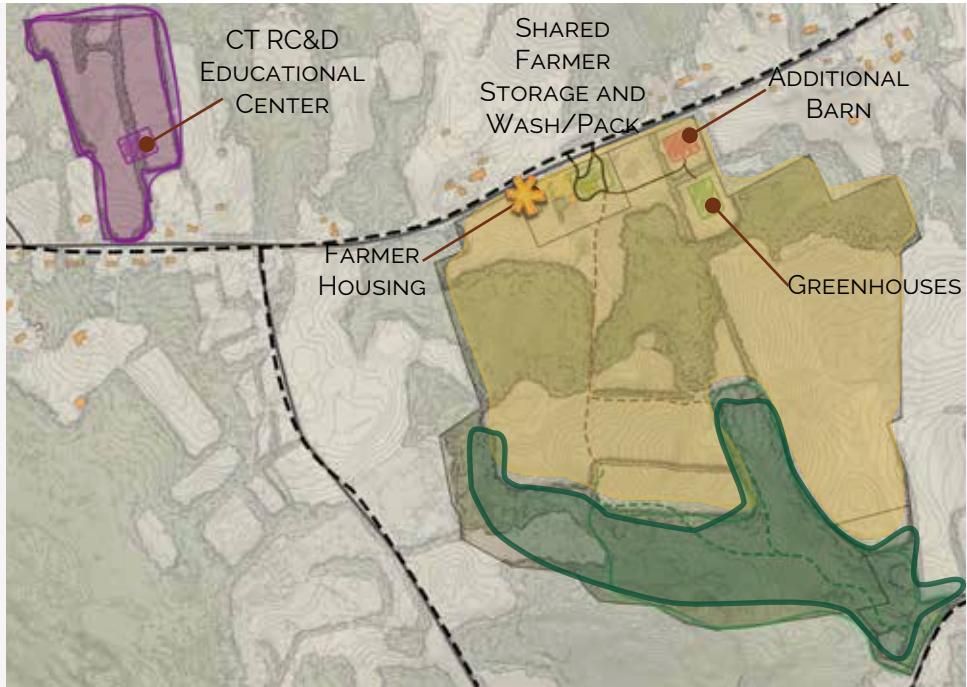 CT RC&D
Educational
Center
Shared
Farmer
Storage and
Wash/Pack
Additional
Barn
Farmer
Housing
Greenhouses